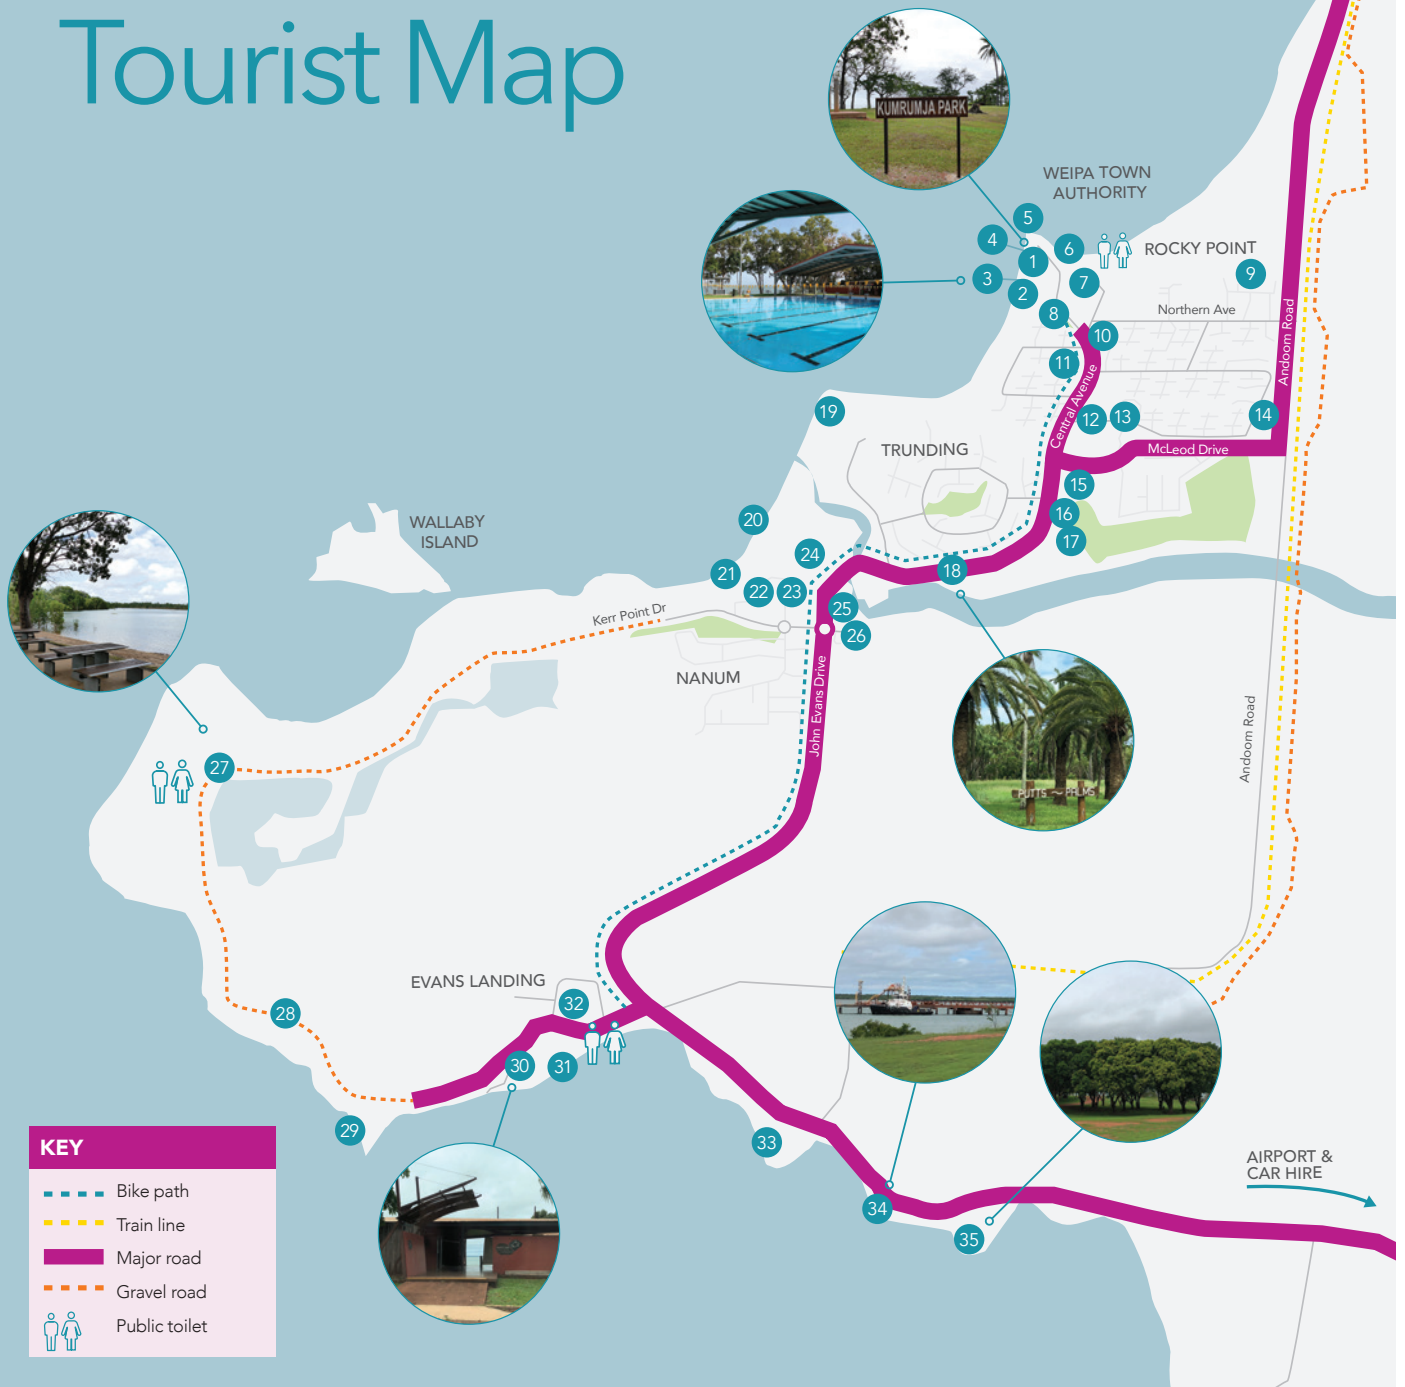 Tourist Map
KUMRUMJA PARK
WEIPA TOWN
AUTHORITY
5
4
6
1
ROCKY POINT
3
2
7
9
8
Northern Ave
10
Andoom Road
11
Central Avenue
19
12
13
14
TRUNDING
McLeod Drive
15
16
17
20
WALLABY
ISLAND
24
18
21
22
23
25
26
Kerr Point Dr
NANUM
John Evans Drive
Andoom Road
27
PUTTS ~ PALMS
EVANS LANDING
32
28
30
31
29
33
34
35
AIRPORT &
CAR HIRE
KEY
Bike path
Train line
Major road
Gravel road
Public toilet